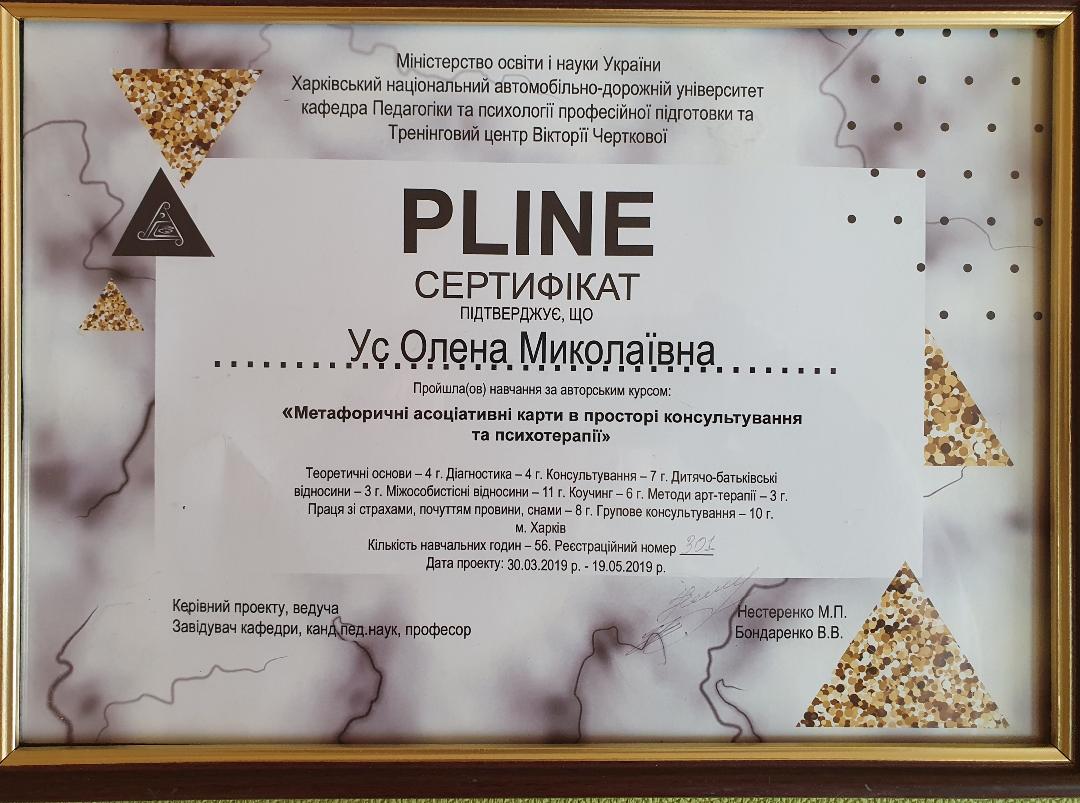 Міністерство освіти і науки України
Харківський національний автомобільно-дорожній університет
кафедра Педагогіки та психології професійної підготовки та
Тренінговий центр Вікторії Черткової
PLINE
СЕРТИФІКАТ
ПІДТВЕРДЖУЄ, ЩО
Ус Олена Миколаївна
Пройшла(ов) навчання за авторським курсом:
«Метафоричні асоціативні карти в просторі консультування
та психотерапії»
Теоретичні основи – 4 г. Діагностика – 4 г. Консультування – 7 г. Дитячо-батьківські
відносини – 3 г. Міжособистісні відносини – 11 г. Коучинг – 6 г. Методи арт-терапії – 3 г.
Праця зі страхами, почуттям провини, снами – 8 г. Групове консультування – 10 г.
м. Харків
Кількість навчальних годин – 56. Реєстраційний номер 301
Дата проекту: 30.03.2019 р. - 19.05.2019 р.
Керівний проекту, ведуча Нестеренко М.П.
Завідувач кафедри, канд пед.наук, професор Бондаренко В.В.